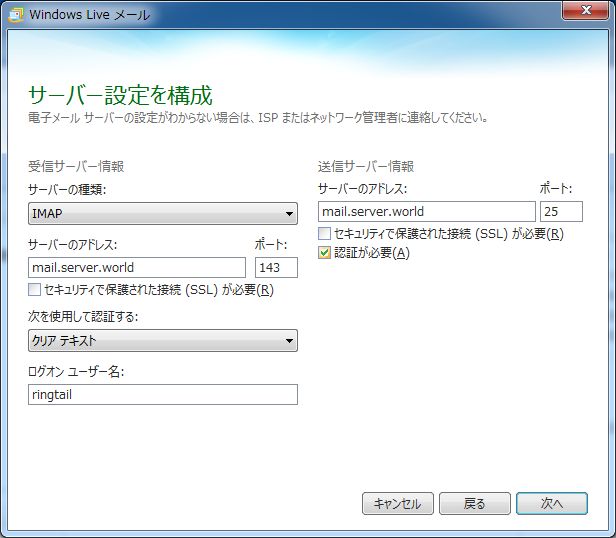 Windows Live メール
サーバー設定を構成
電子メール サーバーの設定がわからない場合は、ISP またはネットワーク管理者に連絡してください。
受信サーバー情報
サーバーの種類:
IMAP
サーバーのアドレス: ポート:
mail.server.world 143
セキュリティで保護された接続 (SSL) が必要(R)
次を使用して認証する:
クリア テキスト
ログオン ユーザー名:
ringtail
送信サーバー情報
サーバーのアドレス: ポート:
mail.server.world 25
セキュリティで保護された接続 (SSL) が必要(R)
認証が必要(A)
キャンセル 戻る 次へ